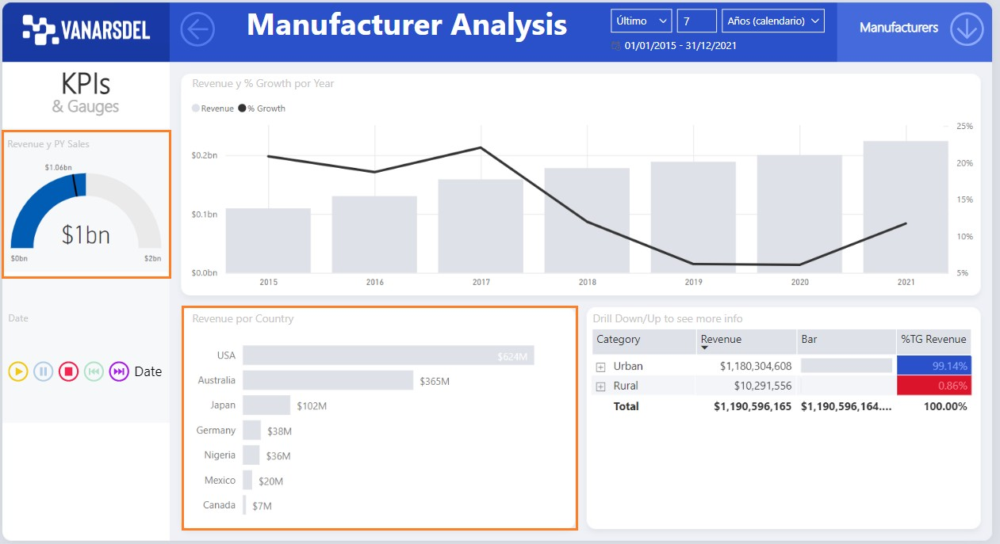 VANARSDEL
Manufacturer Analysis
Último
7
Años (calendario)
01/01/2015 - 31/12/2021
Manufacturers
KPIs
& Gauges
Revenue y PY Sales
$1.06bn
$1bn
$0bn
$2bn
Date
Date
Revenue y % Growth por Year
Revenue
% Growth
$0.2bn
$0.1bn
$0.0bn
25%
20%
15%
10%
5%
2015 2016 2017 2018 2019 2020 2021
Revenue por Country
USA $624M
Australia $365M
Japan $102M
Germany $38M
Nigeria $36M
Mexico $20M
Canada $7M
Drill Down/Up to see more info
Category Revenue Bar %TG Revenue
Urban $1,180,304,608 99.14%
Rural $10,291,556 0.86%
Total $1,190,596,165 $1,190,596,164.... 100.00%